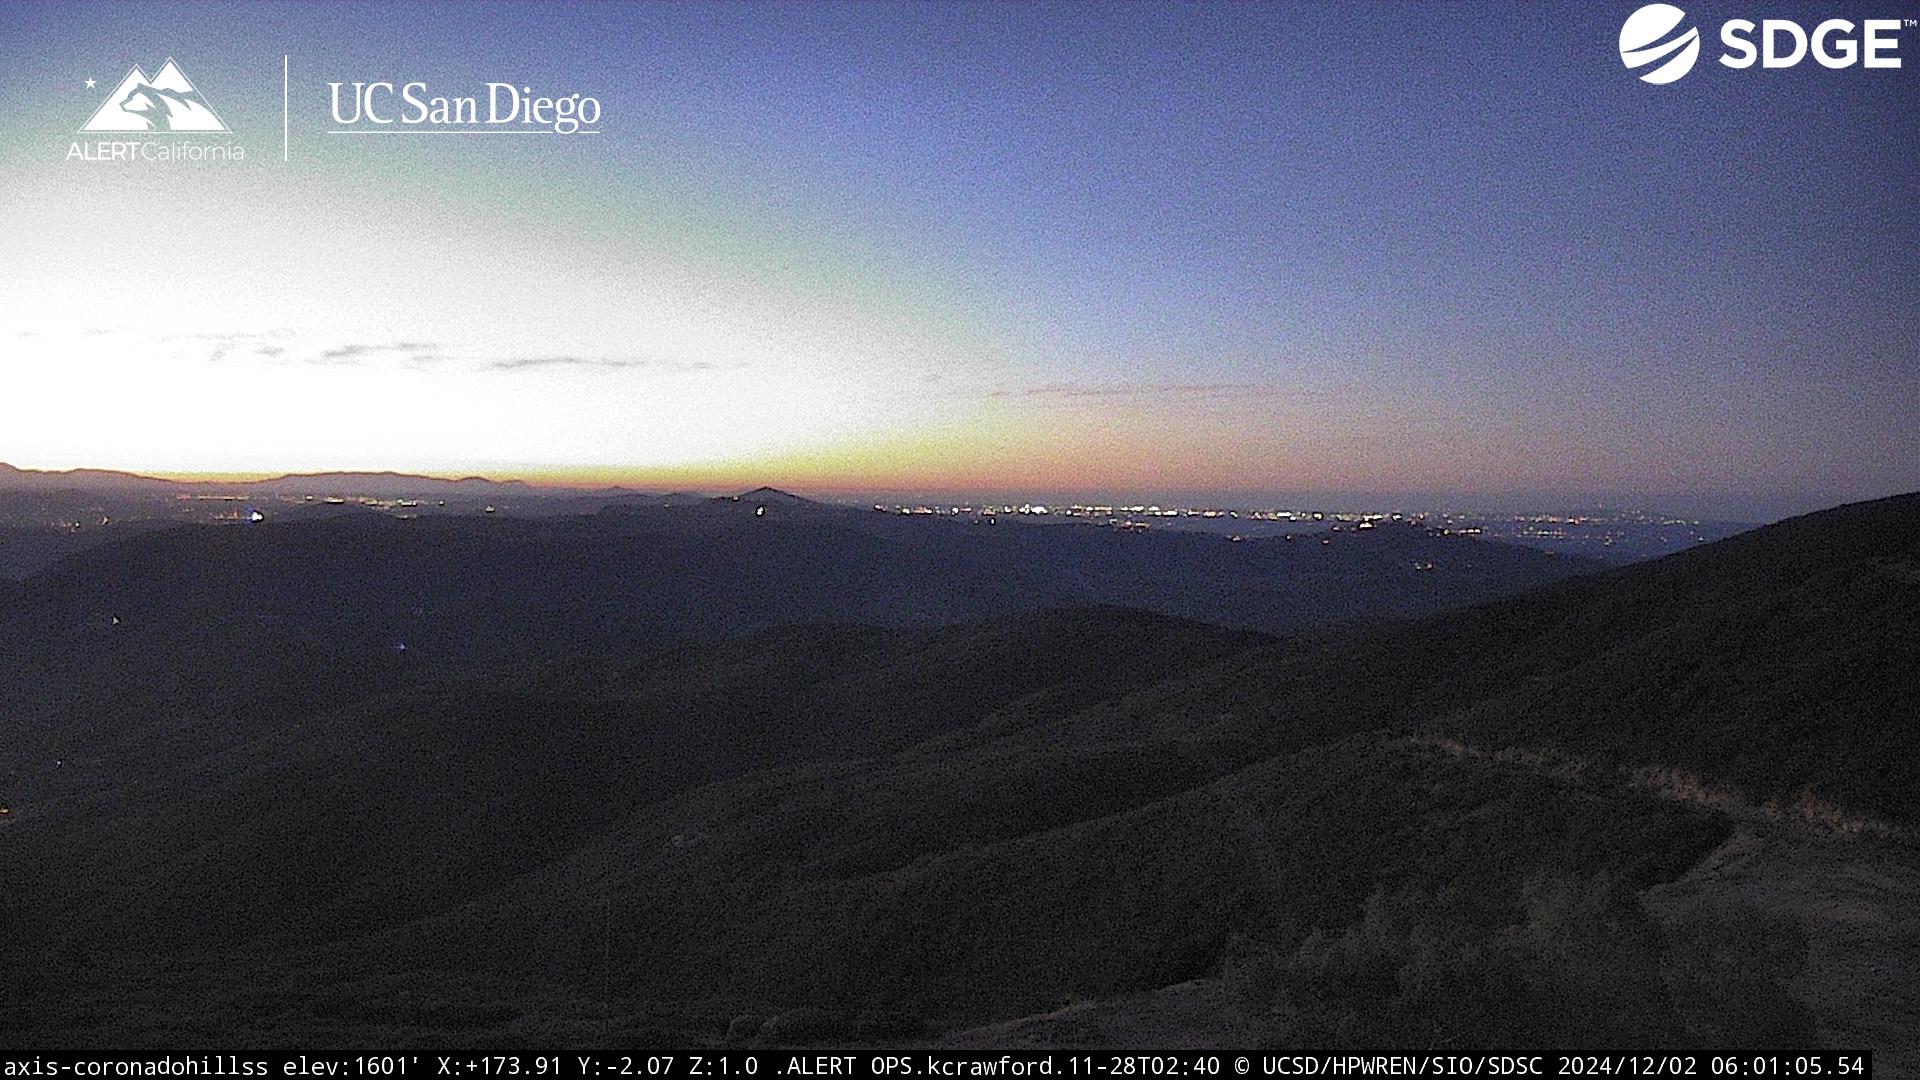 ALERTCalifornia
UC San Diego
SDGE™
axis-coronadohillss elev:1601' X:+173.91 Y:-2.07 Z:1.0 .ALERT OPS.kcrawford.11-28T02:40 © UCSD/HPWREN/SIO/SDSC 2024/12/02 06:01:05.54